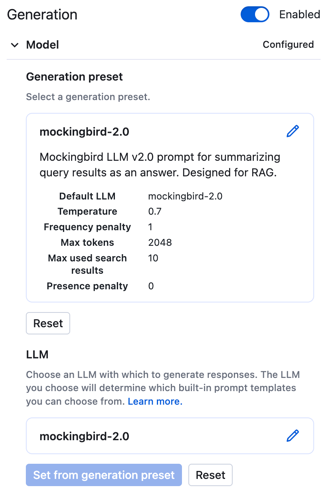 Generation
Enabled
Model
Configured
Generation preset
Select a generation preset.
mockingbird-2.0
Mockingbird LLM v2.0 prompt for summarizing
query results as an answer. Designed for RAG.
Default LLM mockingbird-2.0
Temperature 0.7
Frequency penalty 1
Max tokens 2048
Max used search 10
results
Presence penalty 0
Reset
LLM
Choose an LLM with which to generate responses. The LLM
you choose will determine which built-in prompt templates
you can choose from. Learn more.
mockingbird-2.0
Set from generation preset
Reset